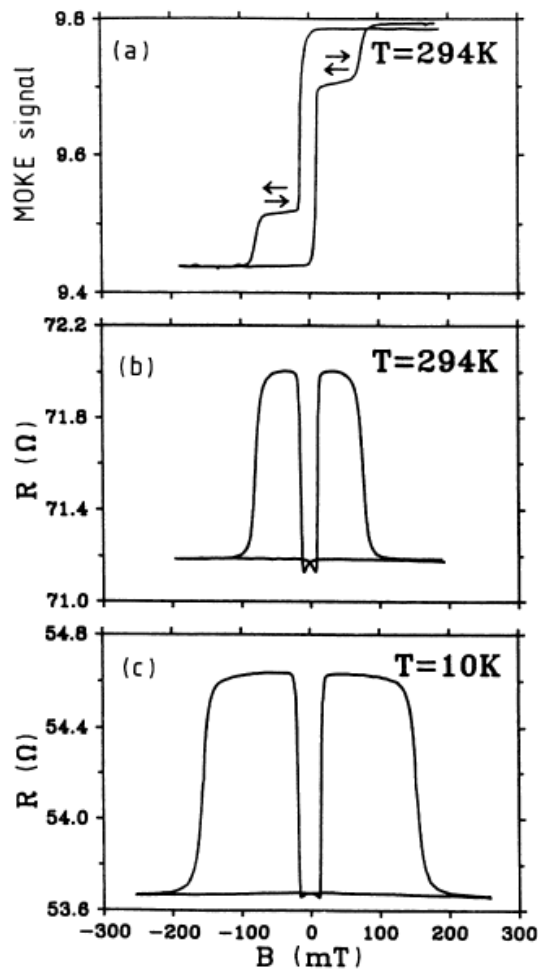 (a)
T=294K
MOKE signal
9.8
9.6
9.4
(b)
T=294K
R (Ω)
72.2
71.8
71.4
71.0
(c)
T=10K
R (Ω)
54.8
54.4
54.0
53.6
-300 -200 -100 0 100 200 300
B (mT)